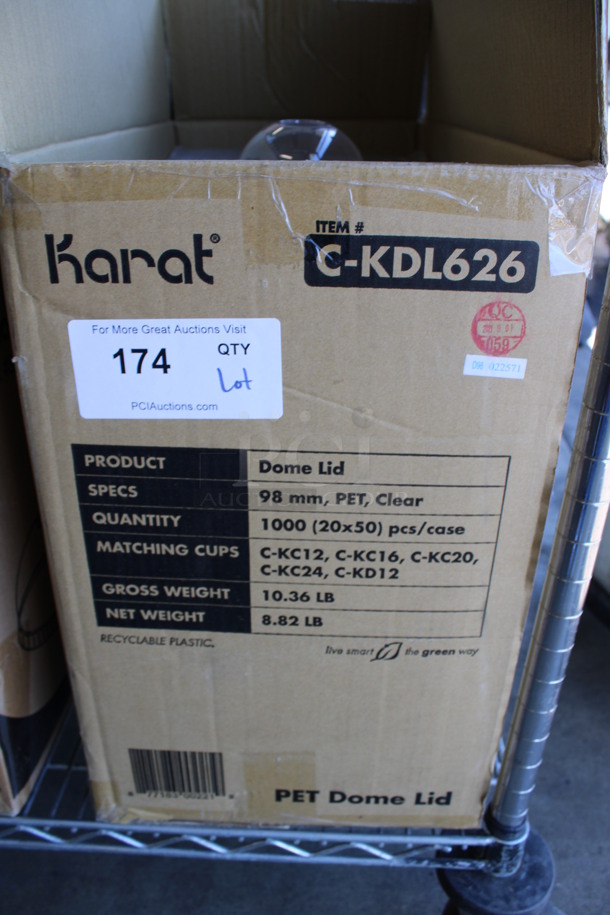 Karat®
ITEM #
C-KDL626
QC
For More Great Auctions Visit
174
QTY
Lot
PCIAuctions.com
022571
pci
PRODUCT Dome Lid
SPECS 98 mm, PET, Clear
QUANTITY 1000 (20x50) pcs/case
MATCHING CUPS C-KC12, C-KC16, C-KC20,
C-KC24, C-KD12
GROSS WEIGHT 10.36 LB
NET WEIGHT 8.82 LB
RECYCLABLE PLASTIC.
live smart the green way
PET Dome Lid